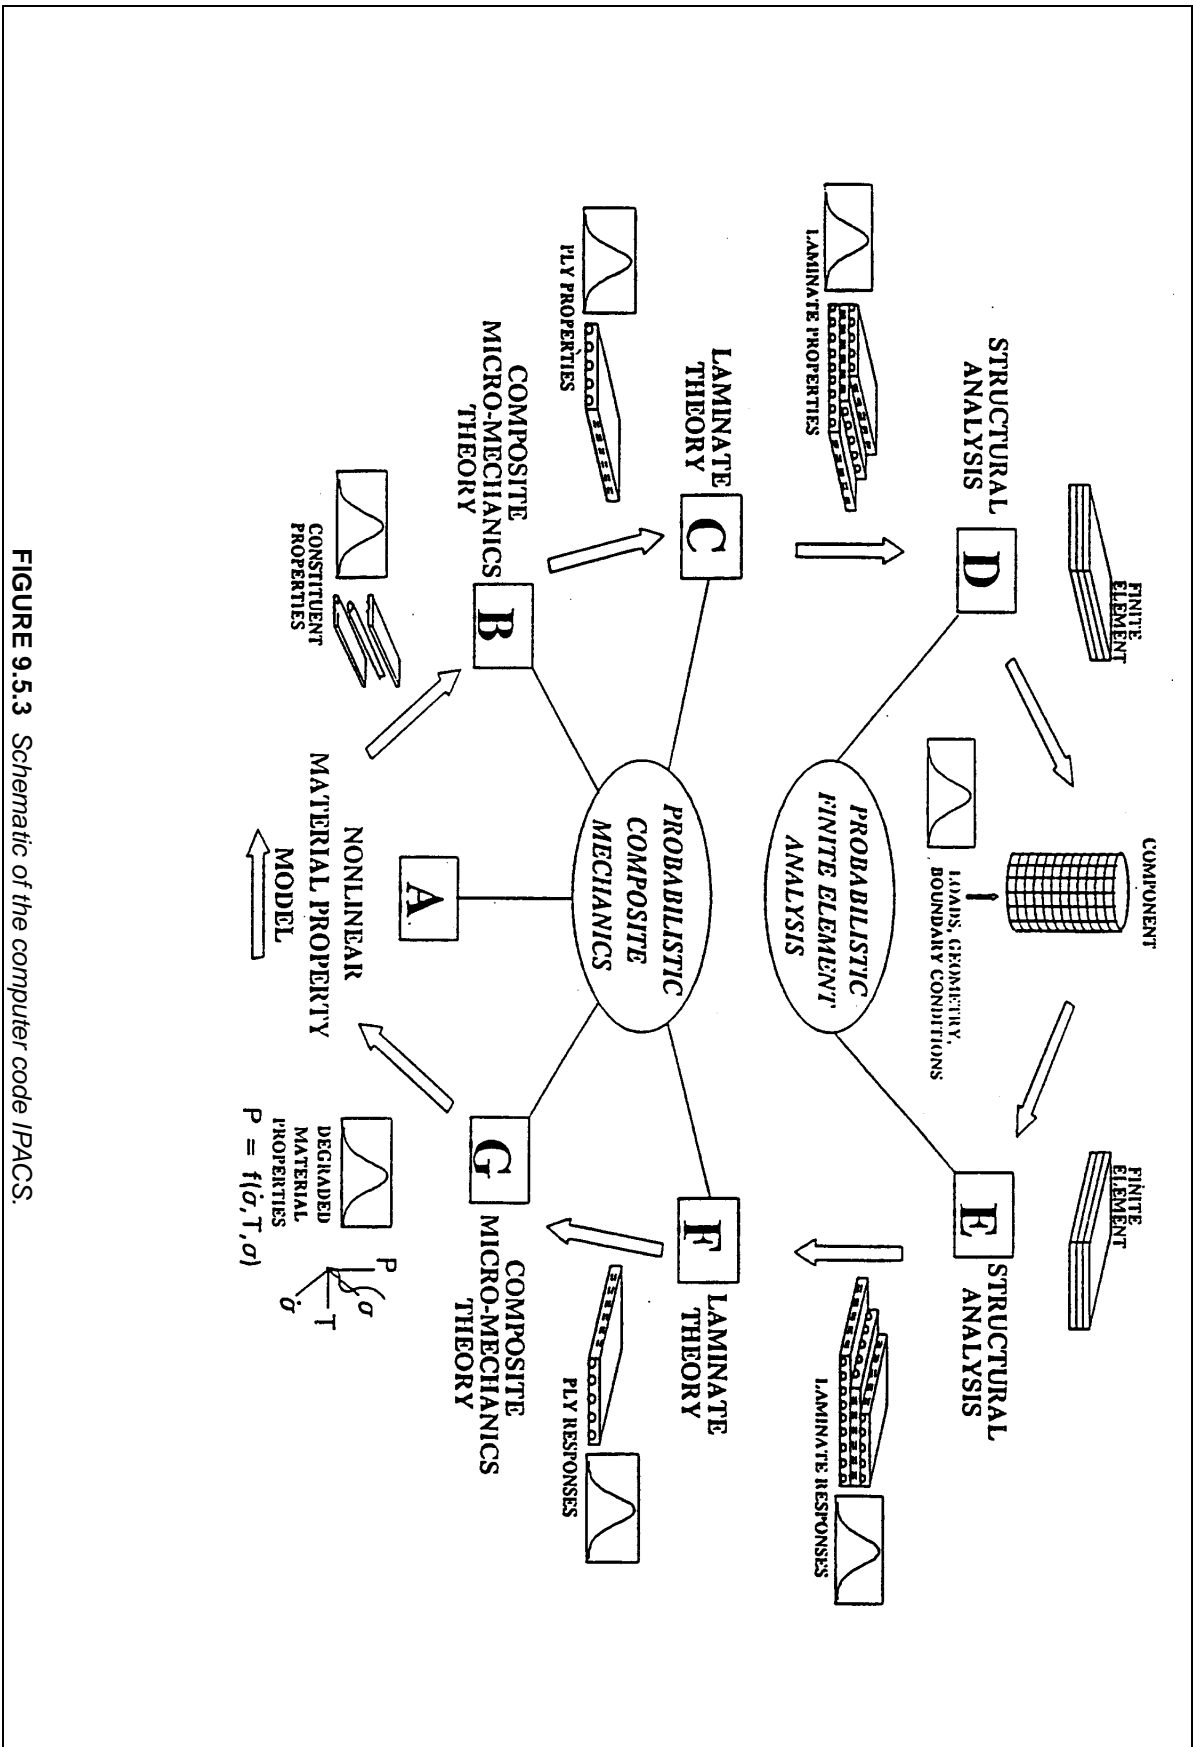 FINITE
ELEMENT
COMPONENT
FINITE
ELEMENT
STRUCTURAL
ANALYSIS
D
LOADS, GEOMETRY,
BOUNDARY CONDITIONS
E
STRUCTURAL
ANALYSIS
LAMINATE PROPERTIES
PROBABILISTIC
FINITE ELEMENT
ANALYSIS
LAMINATE RESPONSES
LAMINATE
THEORY
C
PROBABILISTIC
COMPOSITE
MECHANICS
F
LAMINATE
THEORY
PLY PROPERTIES
PLY RESPONSES
COMPOSITE
MICRO-MECHANICS
THEORY
B
A
G
COMPOSITE
MICRO-MECHANICS
THEORY
CONSTITUENT
PROPERTIES
NONLINEAR
MATERIAL PROPERTY
MODEL
DEGRADED
MATERIAL
PROPERTIES
P = f(σ̇,T,σ)
P
σ
T
σ̇
FIGURE 9.5.3 Schematic of the computer code IPACS.